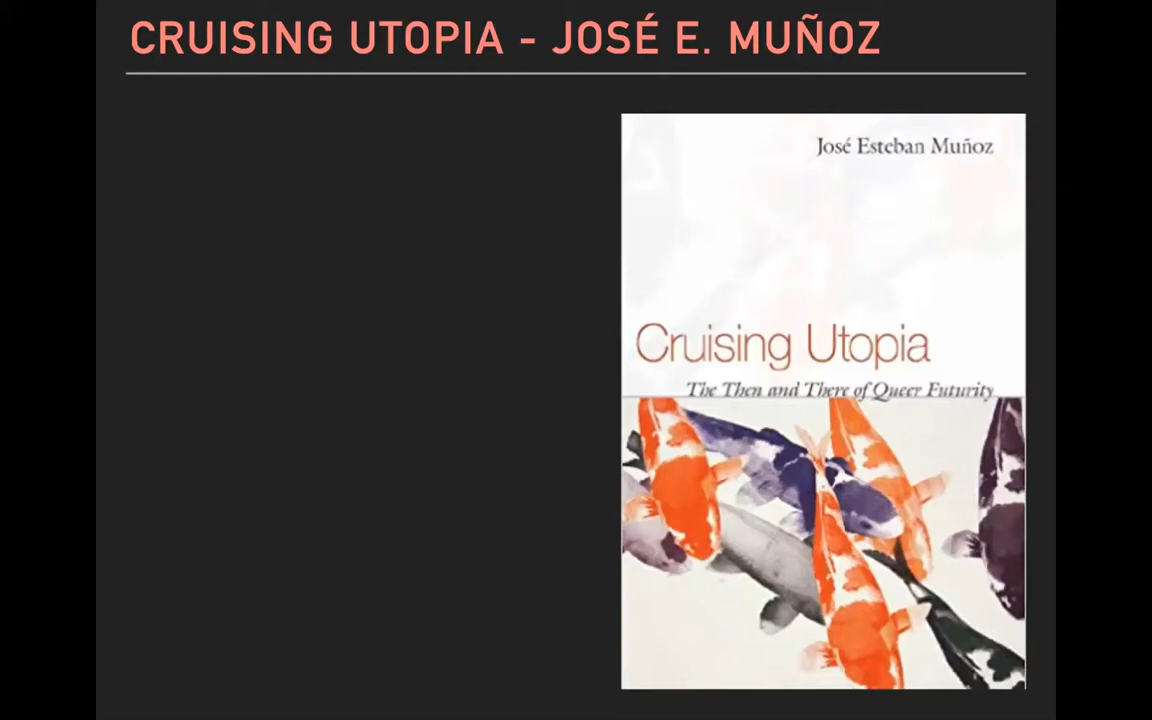 CRUISING UTOPIA - JOSÉ E. MUÑOZ
José Esteban Muñoz
Cruising Utopia
The Then and There of Queer Futurity